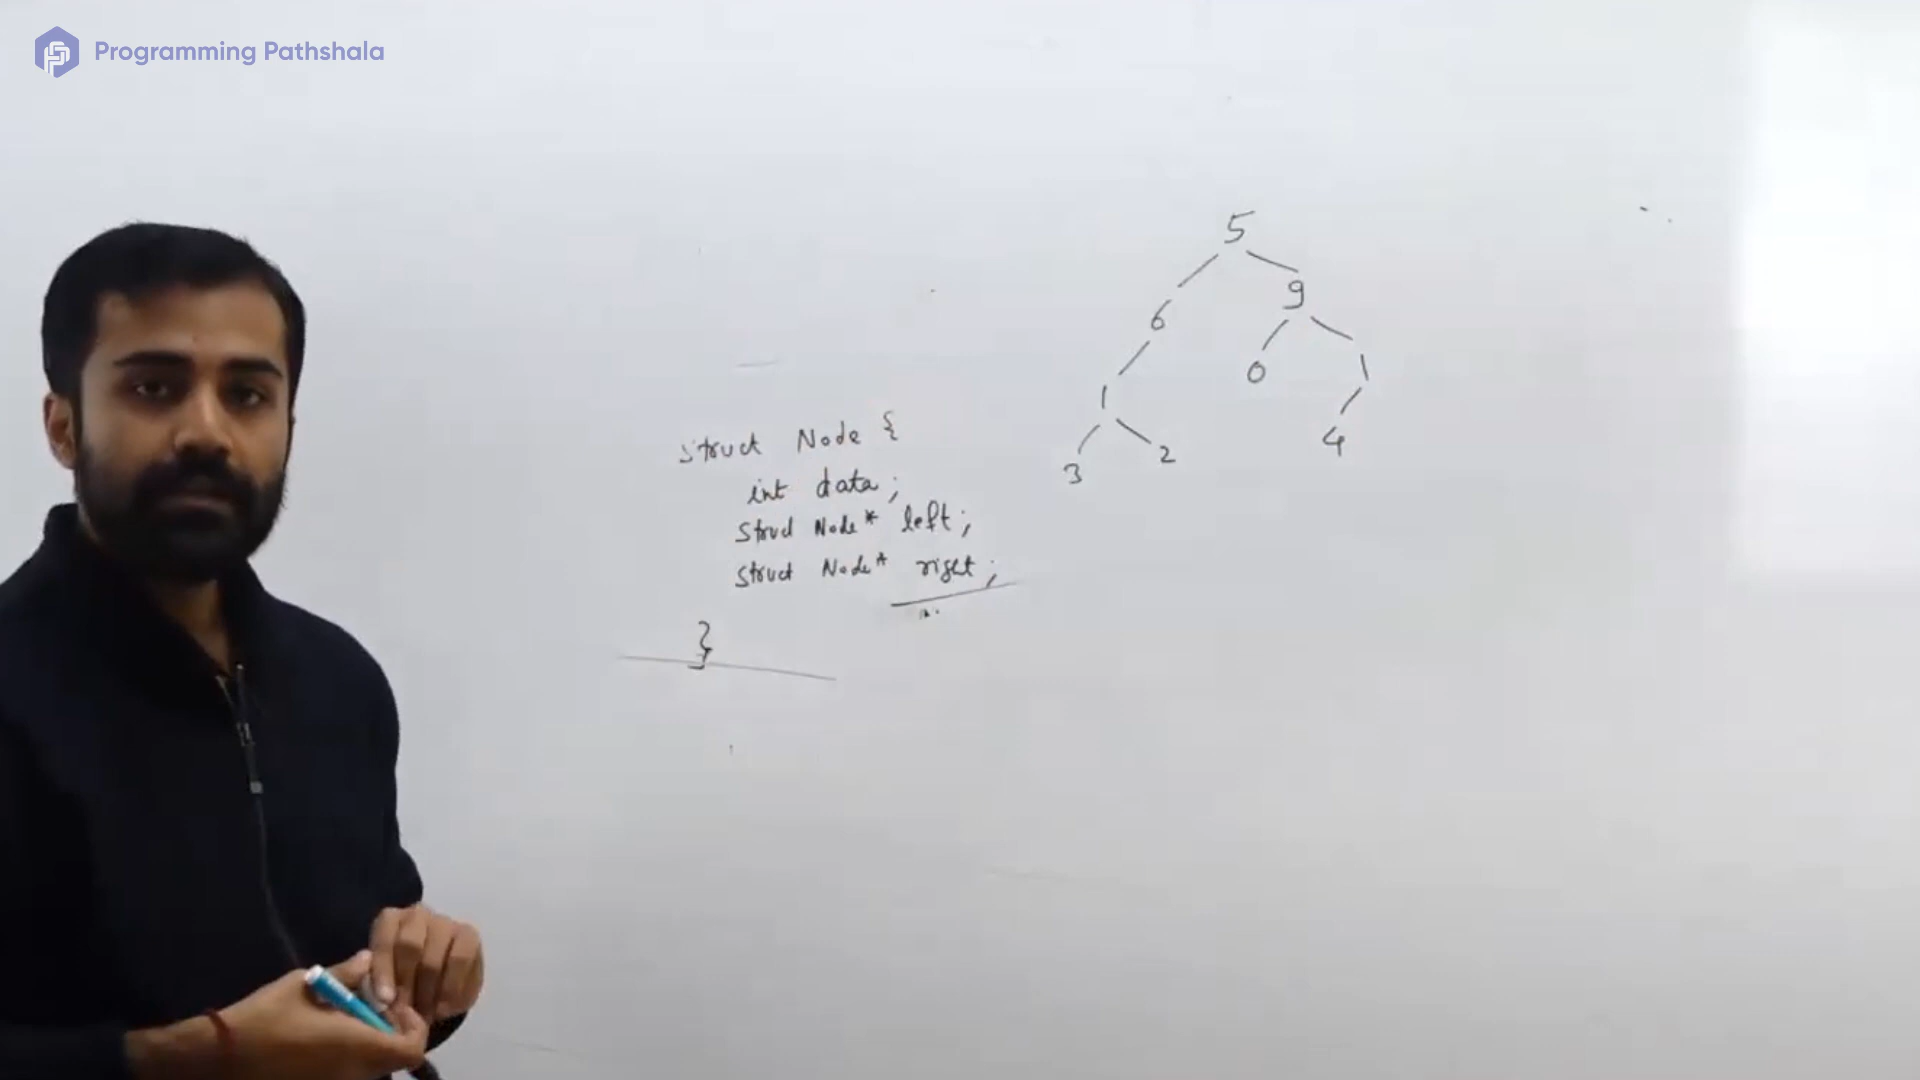 Programming Pathshala
struct Node {
int data;
struct Node* left;
struct Node* right;
}
5
6 9
1 0 1
3 2 4